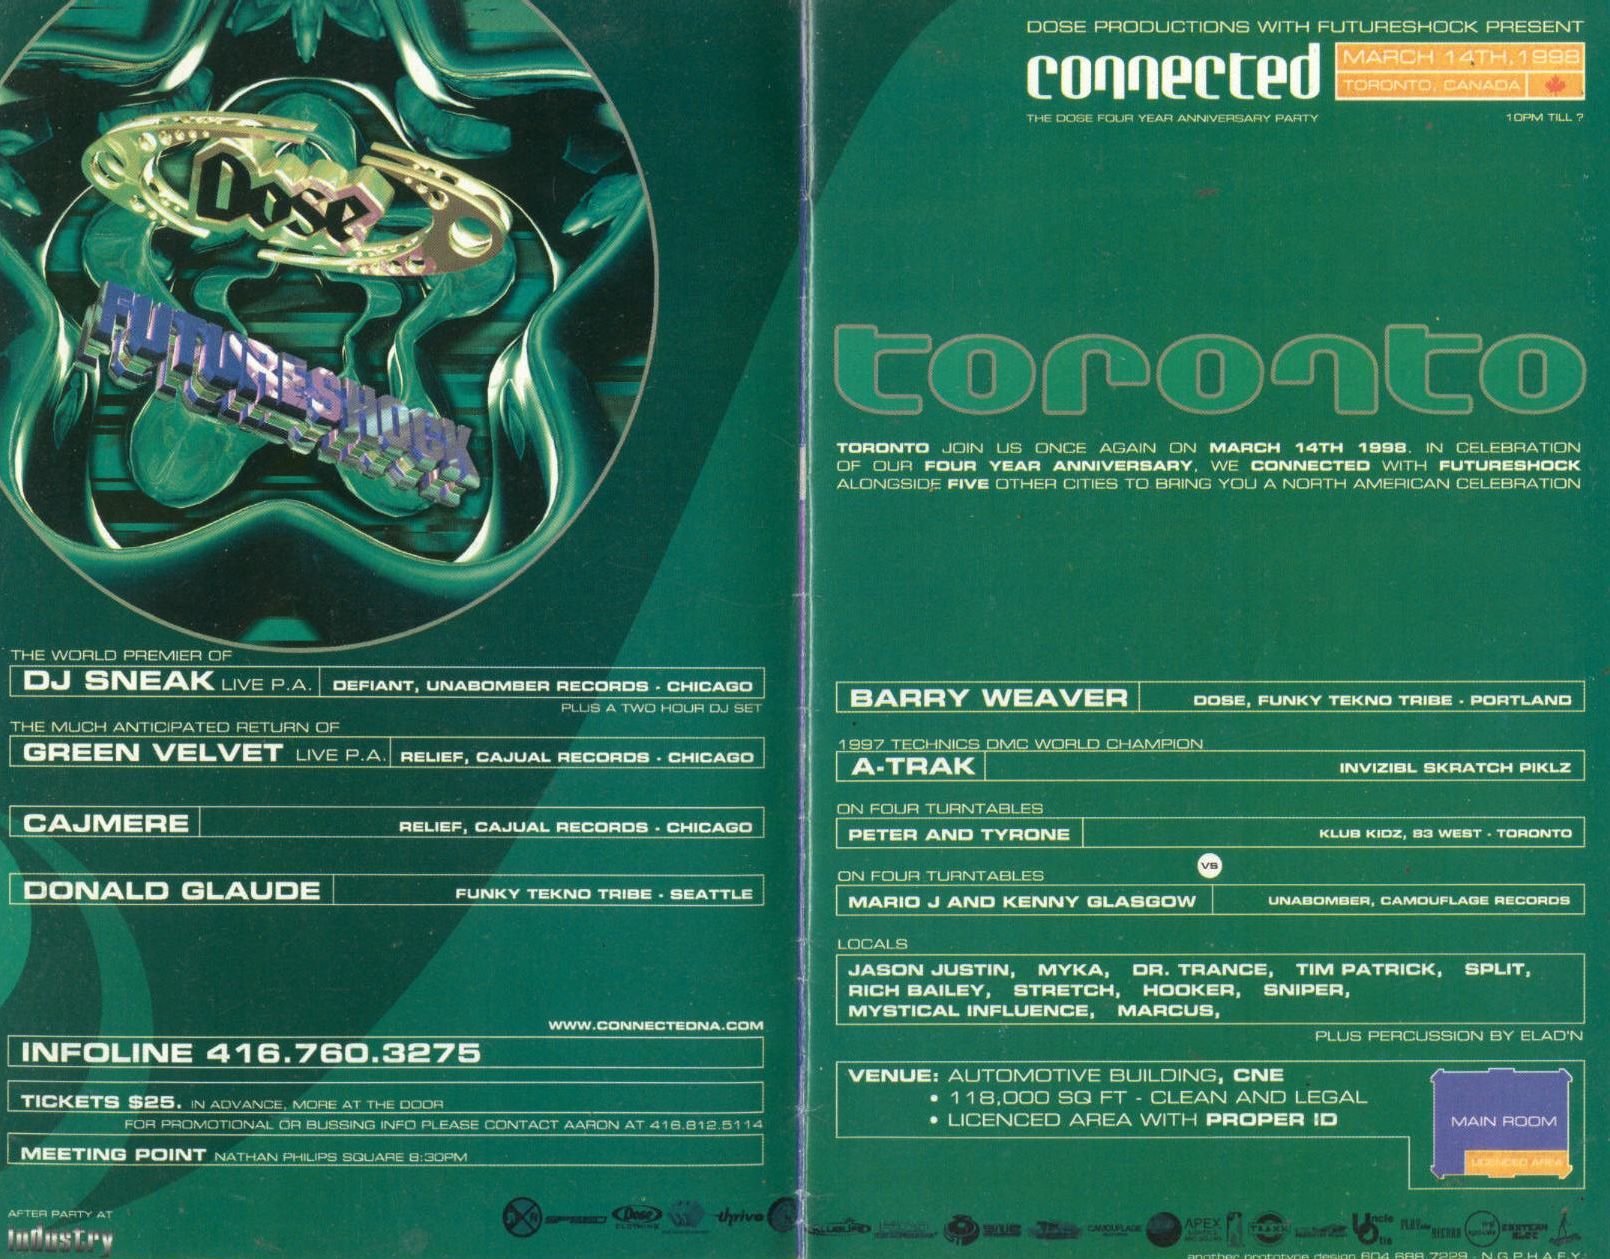 Dose
FUTURESHOCK
THE WORLD PREMIER OF
DJ SNEAK LIVE P.A. DEFIANT, UNABOMBER RECORDS - CHICAGO
PLUS A TWO HOUR DJ SET
THE MUCH ANTICIPATED RETURN OF
GREEN VELVET LIVE P.A. RELIEF, CAJUAL RECORDS - CHICAGO
CAJMERE RELIEF, CAJUAL RECORDS - CHICAGO
DONALD GLAUDE FUNKY TEKNO TRIBE - SEATTLE
WWW.CONNECTEDNA.COM
INFOLINE 416.760.3275
TICKETS $25. IN ADVANCE, MORE AT THE DOOR
FOR PROMOTIONAL OR BUSSING INFO PLEASE CONTACT AARON AT 416.812.5114
MEETING POINT NATHAN PHILIPS SQUARE 8:30PM
AFTER PARTY AT
Industry
Dose CLOTHING
thrive
DOSE PRODUCTIONS WITH FUTURESHOCK PRESENT
connected
MARCH 14TH, 1998
TORONTO, CANADA
THE DOSE FOUR YEAR ANNIVERSARY PARTY
10PM TILL ?
toronto
TORONTO JOIN US ONCE AGAIN ON MARCH 14TH 1998. IN CELEBRATION
OF OUR FOUR YEAR ANNIVERSARY, WE CONNECTED WITH FUTURESHOCK
ALONGSIDE FIVE OTHER CITIES TO BRING YOU A NORTH AMERICAN CELEBRATION
BARRY WEAVER DOSE, FUNKY TEKNO TRIBE - PORTLAND
1997 TECHNICS DMC WORLD CHAMPION
A-TRAK INVIZIBL SKRATCH PIKLZ
ON FOUR TURNTABLES
PETER AND TYRONE KLUB KIDZ, 83 WEST - TORONTO
VS
ON FOUR TURNTABLES
MARIO J AND KENNY GLASGOW UNABOMBER, CAMOUFLAGE RECORDS
LOCALS
JASON JUSTIN, MYKA, DR. TRANCE, TIM PATRICK, SPLIT,
RICH BAILEY, STRETCH, HOOKER, SNIPER,
MYSTICAL INFLUENCE, MARCUS,
PLUS PERCUSSION BY ELAD'N
VENUE: AUTOMOTIVE BUILDING, CNE
• 118,000 SQ FT - CLEAN AND LEGAL
• LICENCED AREA WITH PROPER ID
MAIN ROOM
LICENCED AREA
CAMOUFLAGE
APEX
TRAXX
Uncle
another prototype design 604.688.7229 - N.G.P.H.A.F.Y.